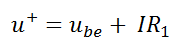 u⁺ = u_be + IR₁